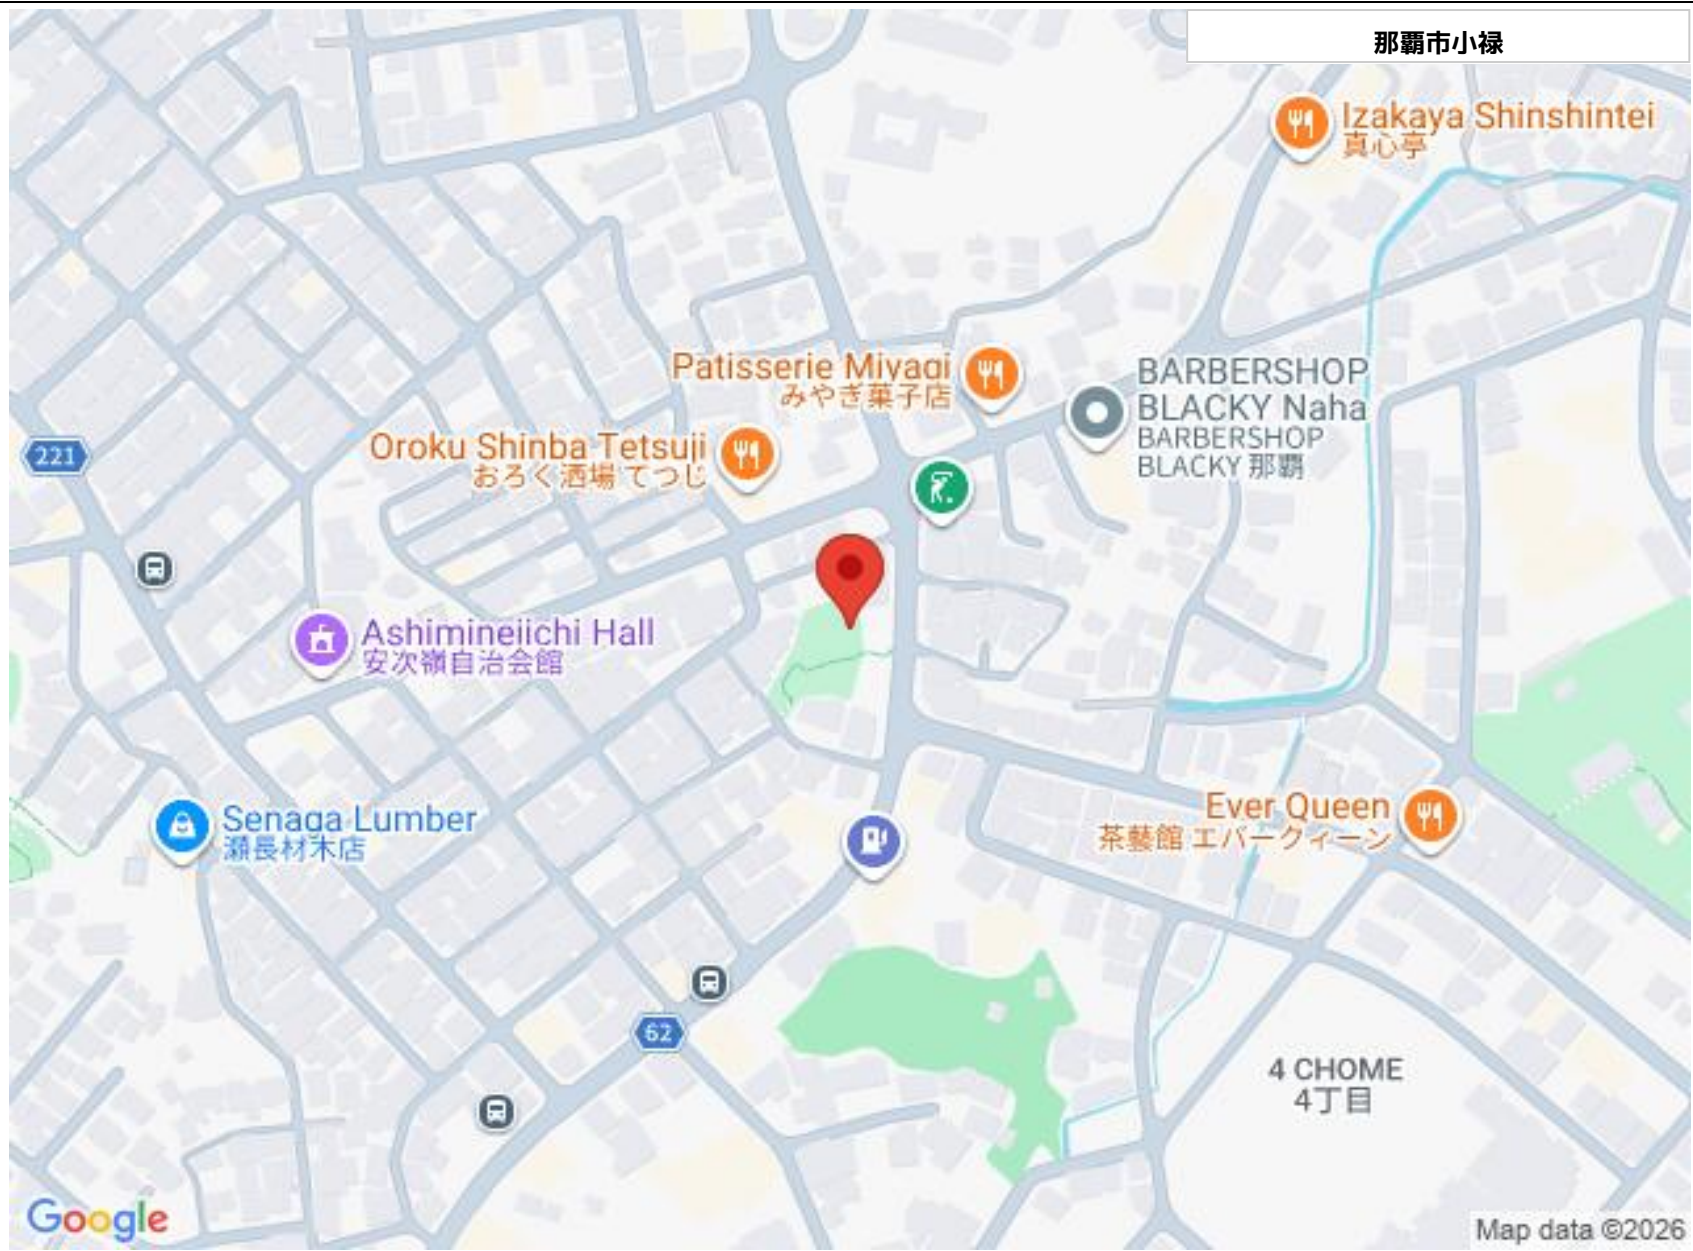 那覇市小禄
Izakaya Shinshintei
真心亭
Patisserie Miyagi
みやぎ菓子店
BARBERSHOP
BLACKY Naha
BARBERSHOP
BLACKY 那覇
Oroku Shinba Tetsuji
おろく酒場 てつじ
221
Ashimineiichi Hall
安次嶺自治会館
Senaga Lumber
瀬長材木店
Ever Queen
茶藝館 エバークィーン
62
4 CHOME
4丁目
Google
Map data ©2026